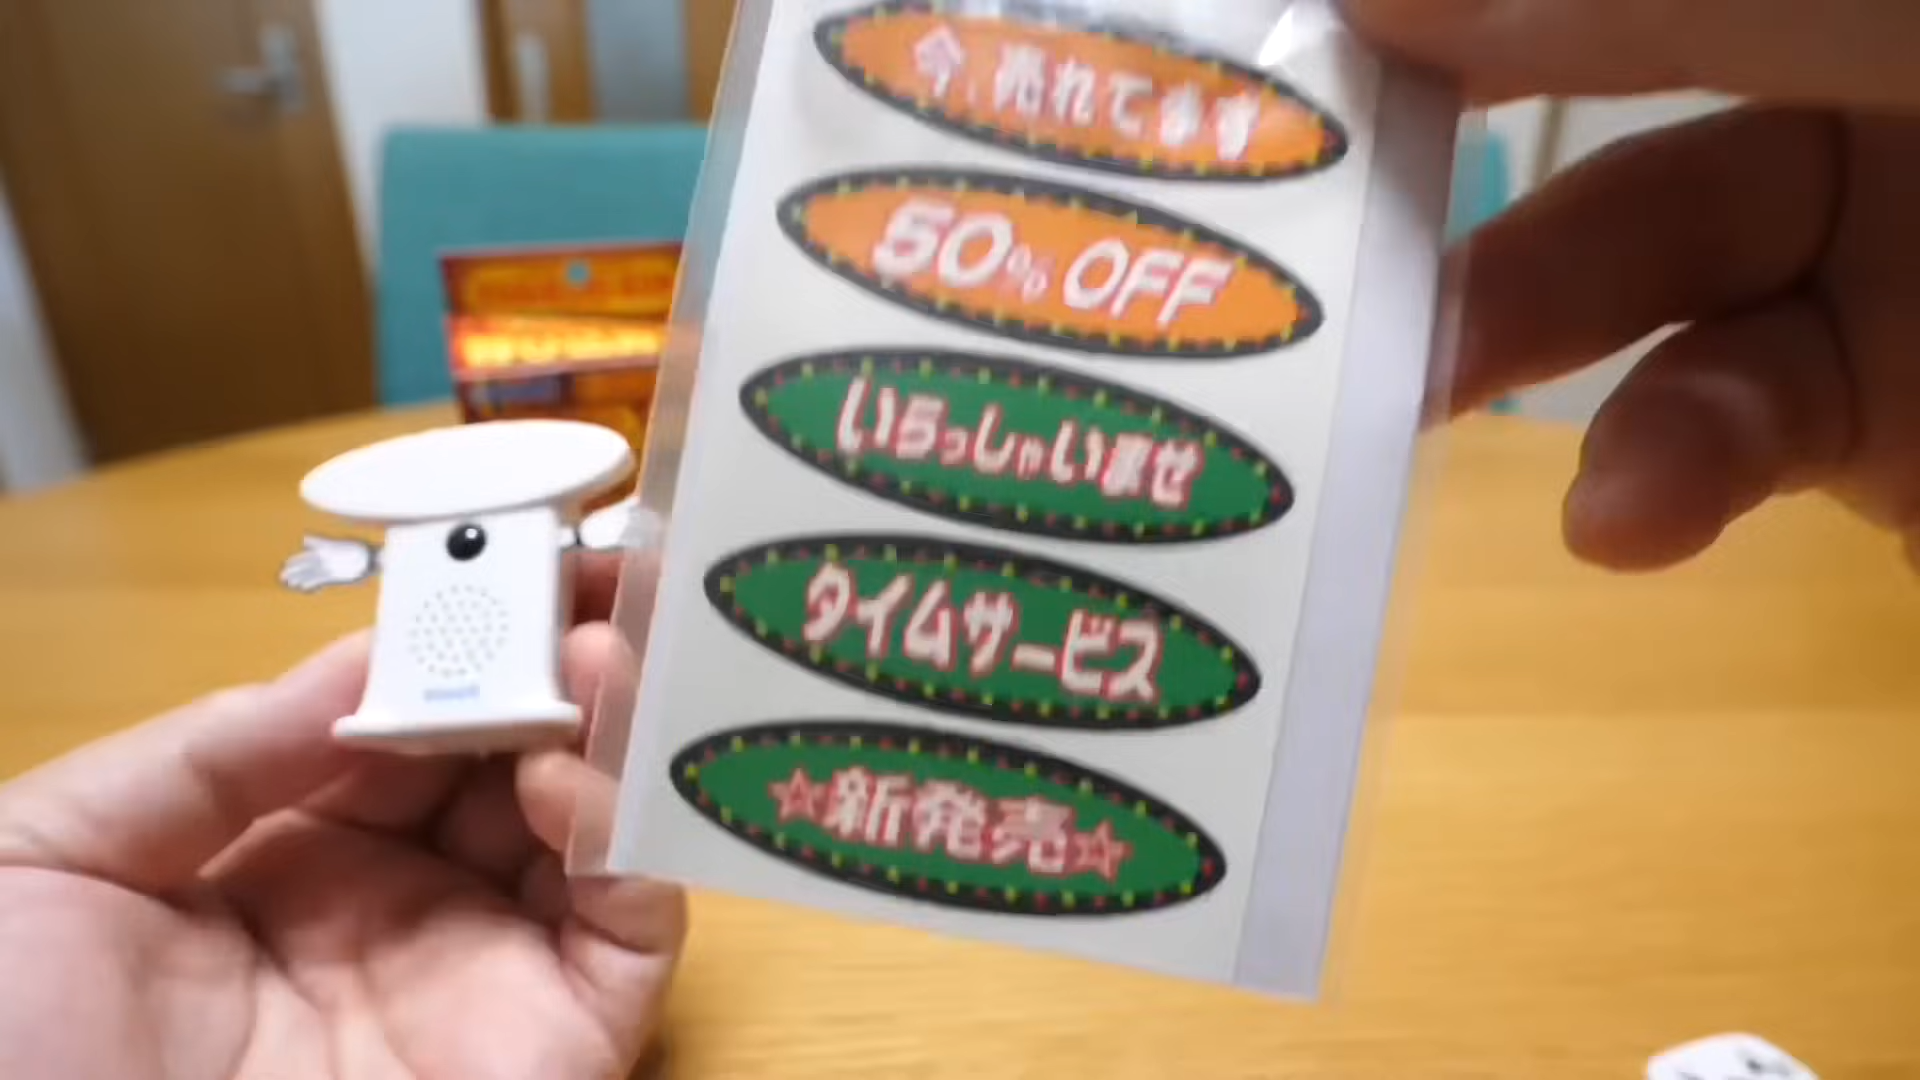 今、売れてます
50% OFF
いらっしゃいませ
タイムサービス
☆新発売☆